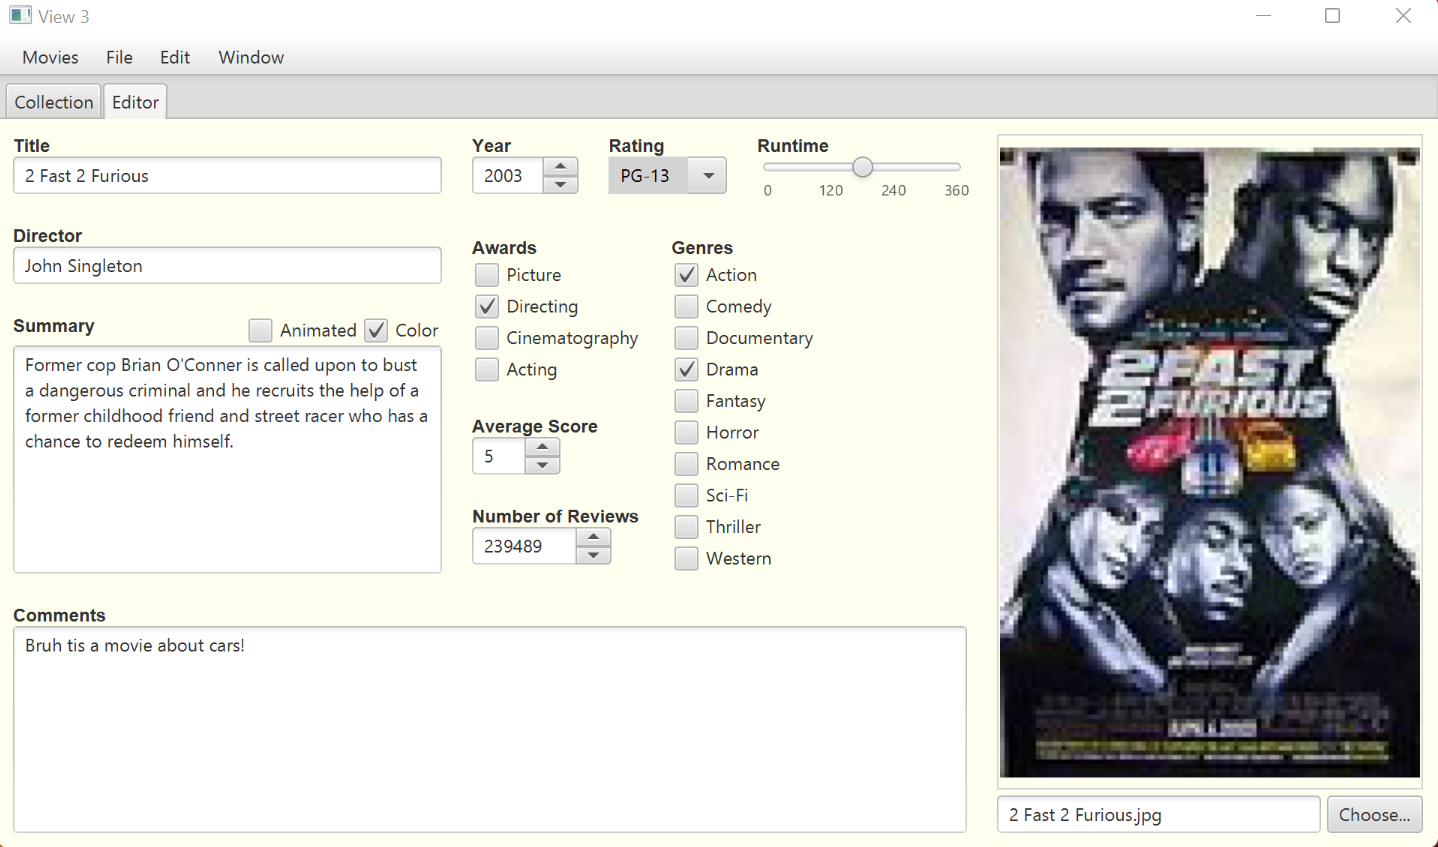 View 3
Movies File Edit Window
Collection Editor
Title
2 Fast 2 Furious
Year
2003
Rating
PG-13
Runtime
0 120 240 360
Director
John Singleton
Summary
Animated
Color
Former cop Brian O'Conner is called upon to bust
a dangerous criminal and he recruits the help of a
former childhood friend and street racer who has a
chance to redeem himself.
Awards
Picture
Directing
Cinematography
Acting
Average Score
5
Number of Reviews
239489
Genres
Action
Comedy
Documentary
Drama
Fantasy
Horror
Romance
Sci-Fi
Thriller
Western
Comments
Bruh tis a movie about cars!
2 FAST
2 FURIOUS
2 Fast 2 Furious.jpg
Choose...